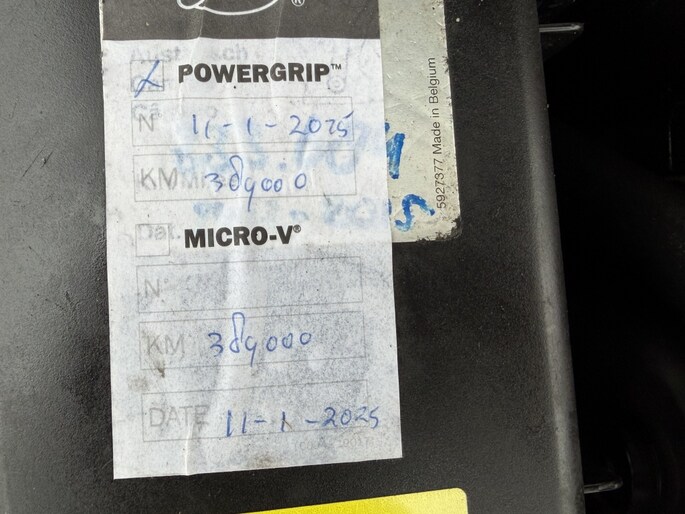 ®
POWERGRIP™
N 11-1-2025
KM 389000
MICRO-V®
N
KM 389000
DATE 11-1-2025
5927377 Made in Belgium